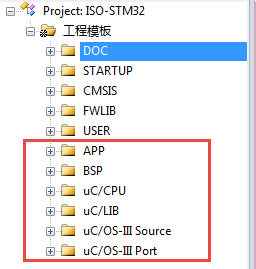 Project: ISO-STM32
工程模板
DOC
STARTUP
CMSIS
FWLIB
USER
APP
BSP
uC/CPU
uC/LIB
uC/OS-III Source
uC/OS-III Port